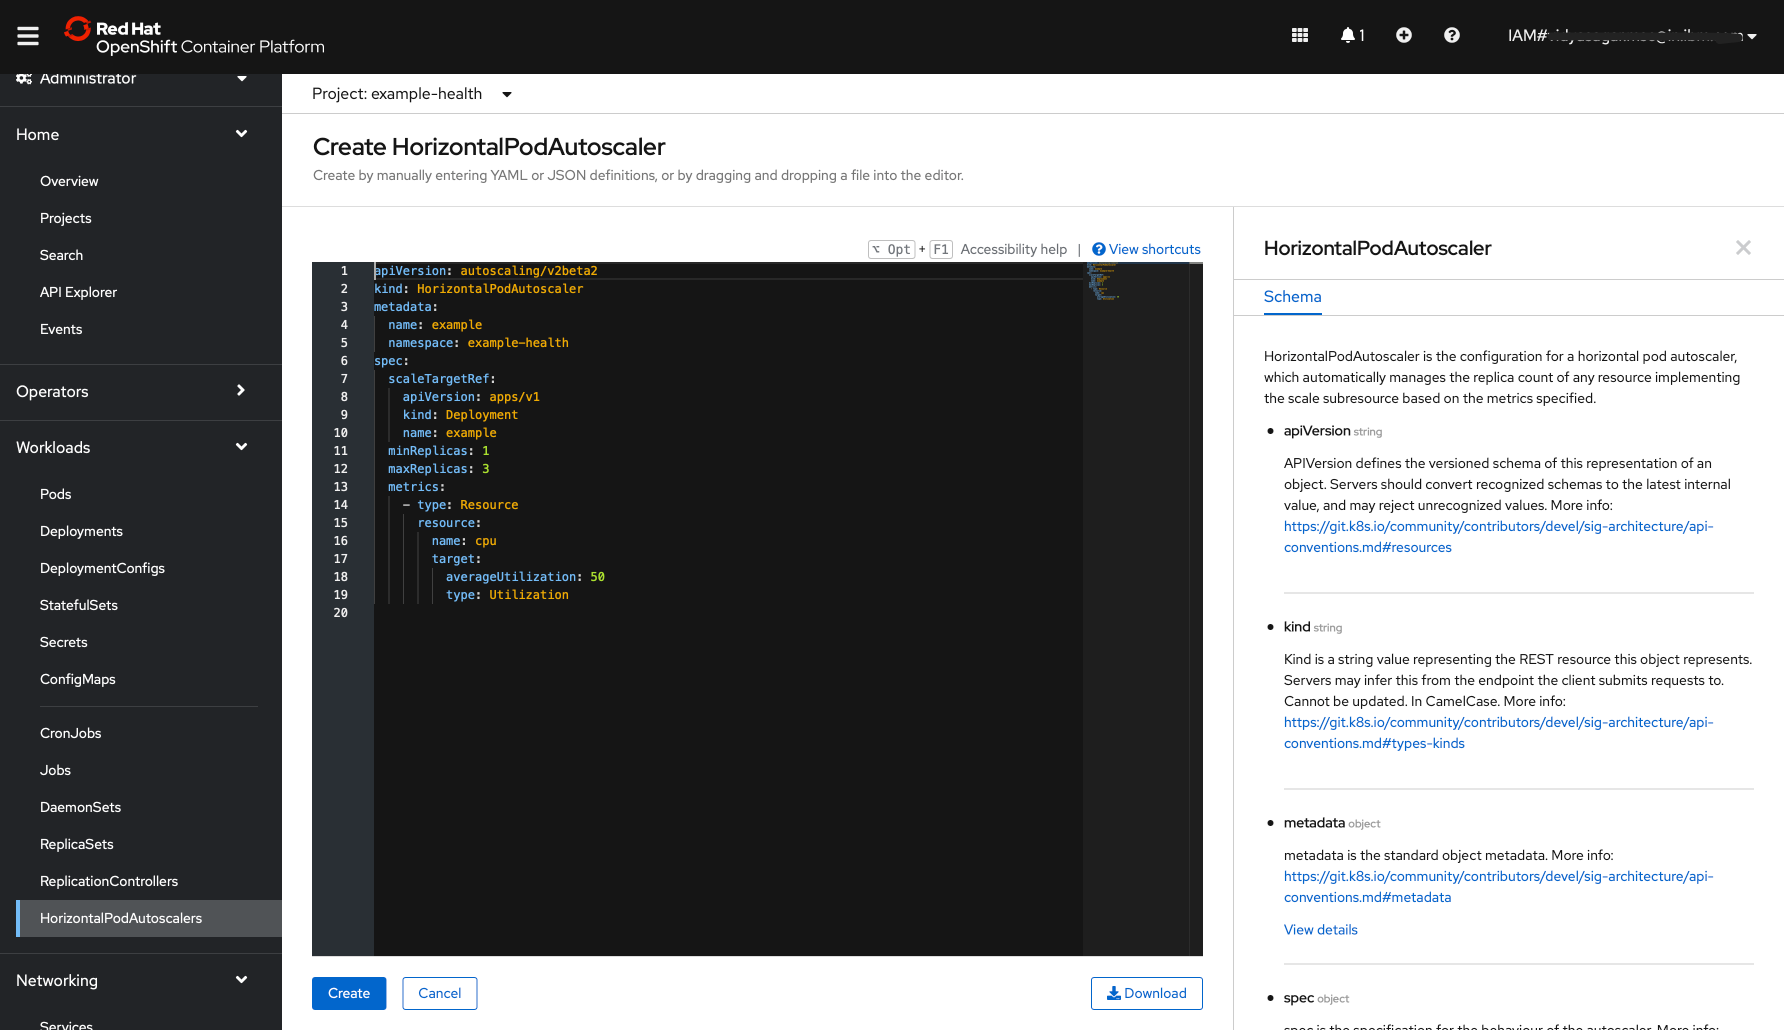 Red Hat
OpenShift Container Platform
1
IAM#
Administrator
Home
Overview
Projects
Search
API Explorer
Events
Operators
Workloads
Pods
Deployments
DeploymentConfigs
StatefulSets
Secrets
ConfigMaps
CronJobs
Jobs
DaemonSets
ReplicaSets
ReplicationControllers
HorizontalPodAutoscalers
Networking
Services
Project: example-health
Create HorizontalPodAutoscaler
Create by manually entering YAML or JSON definitions, or by dragging and dropping a file into the editor.
⌥ Opt + F1 Accessibility help | View shortcuts
1 apiVersion: autoscaling/v2beta2
2 kind: HorizontalPodAutoscaler
3 metadata:
4 name: example
5 namespace: example-health
6 spec:
7 scaleTargetRef:
8 apiVersion: apps/v1
9 kind: Deployment
10 name: example
11 minReplicas: 1
12 maxReplicas: 3
13 metrics:
14 - type: Resource
15 resource:
16 name: cpu
17 target:
18 averageUtilization: 50
19 type: Utilization
20
Create
Cancel
Download
HorizontalPodAutoscaler
Schema
HorizontalPodAutoscaler is the configuration for a horizontal pod autoscaler,
which automatically manages the replica count of any resource implementing
the scale subresource based on the metrics specified.
• apiVersion string
APIVersion defines the versioned schema of this representation of an
object. Servers should convert recognized schemas to the latest internal
value, and may reject unrecognized values. More info:
https://git.k8s.io/community/contributors/devel/sig-architecture/api-
conventions.md#resources
• kind string
Kind is a string value representing the REST resource this object represents.
Servers may infer this from the endpoint the client submits requests to.
Cannot be updated. In CamelCase. More info:
https://git.k8s.io/community/contributors/devel/sig-architecture/api-
conventions.md#types-kinds
• metadata object
metadata is the standard object metadata. More info:
https://git.k8s.io/community/contributors/devel/sig-architecture/api-
conventions.md#metadata
View details
• spec object
spec is the specification for the behaviour of the autoscaler. More info: